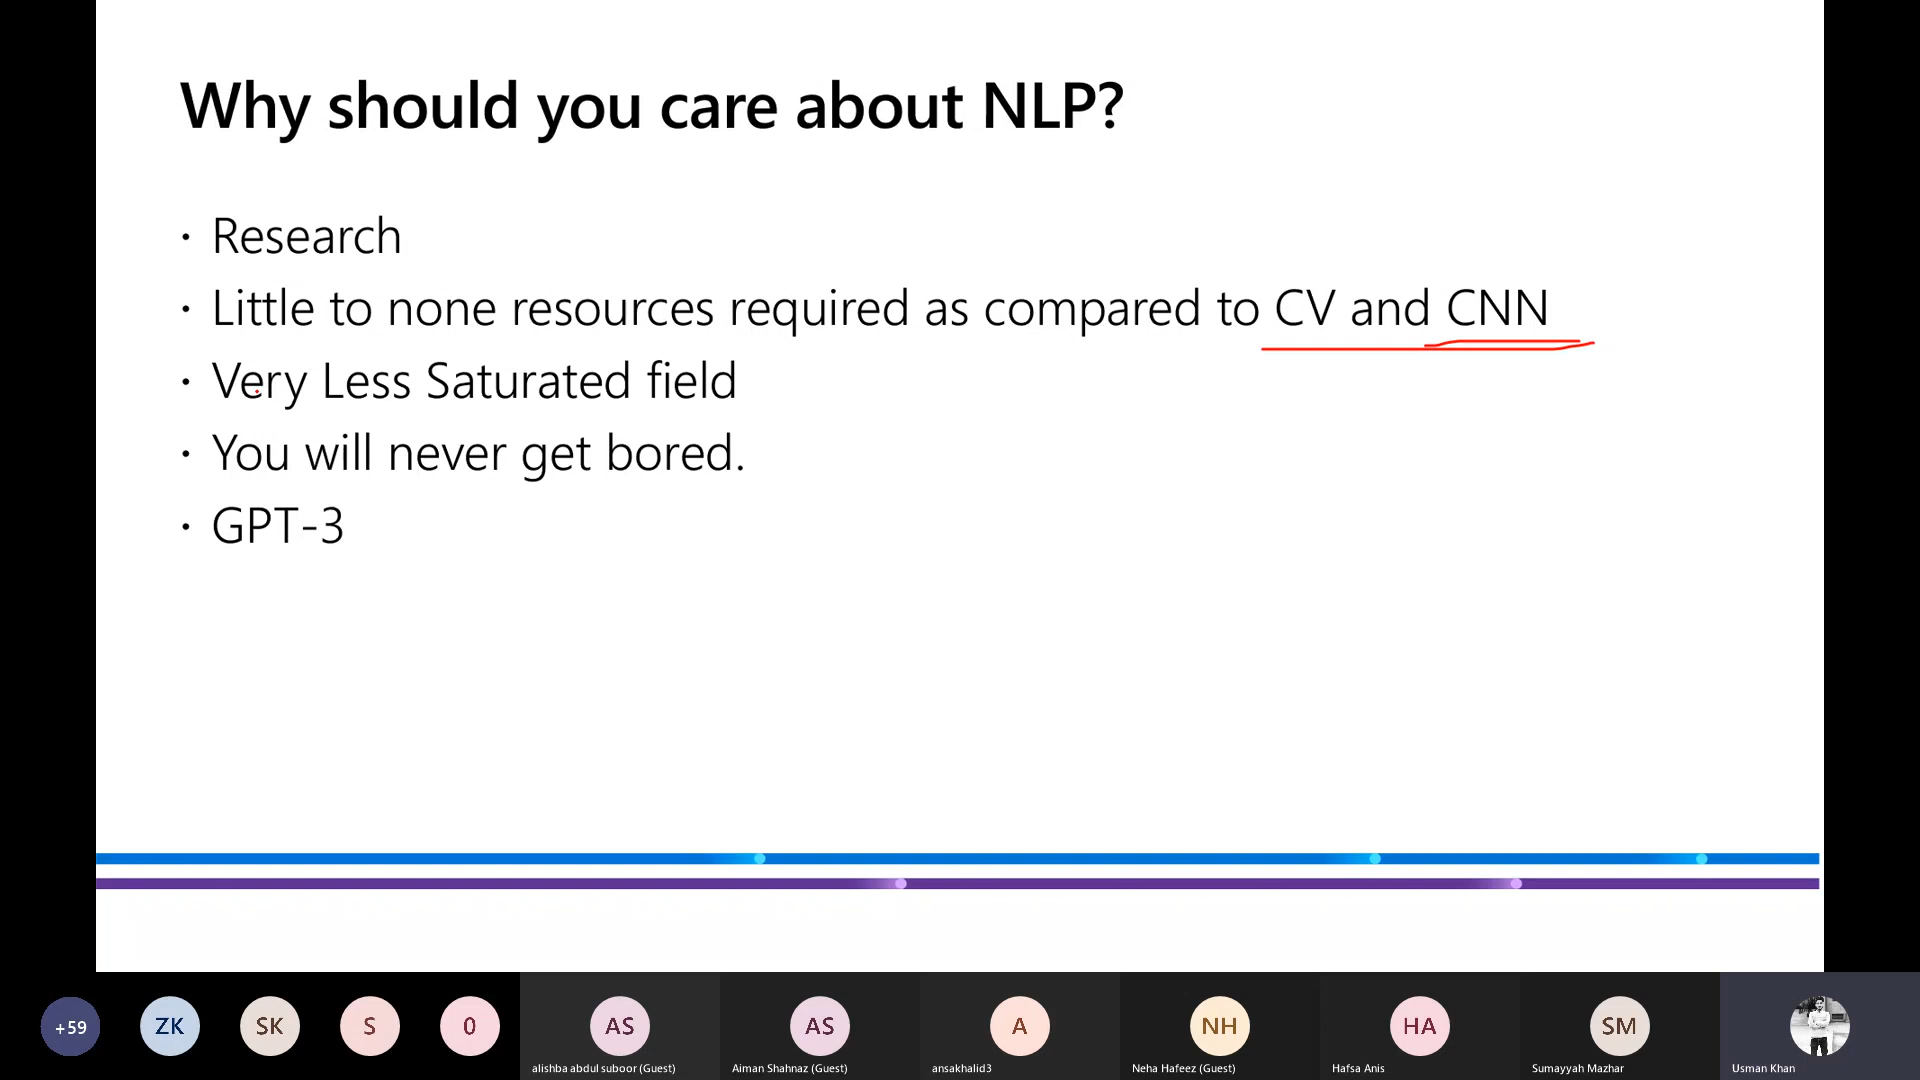 Why should you care about NLP?
· Research
· Little to none resources required as compared to CV and CNN
· Very Less Saturated field
· You will never get bored.
· GPT-3
+59
ZK
SK
S
0
AS
AS
A
NH
HA
SM
alishba abdul suboor (Guest)
Aiman Shahnaz (Guest)
ansakhalid3
Neha Hafeez (Guest)
Hafsa Anis
Sumayyah Mazhar
Usman Khan